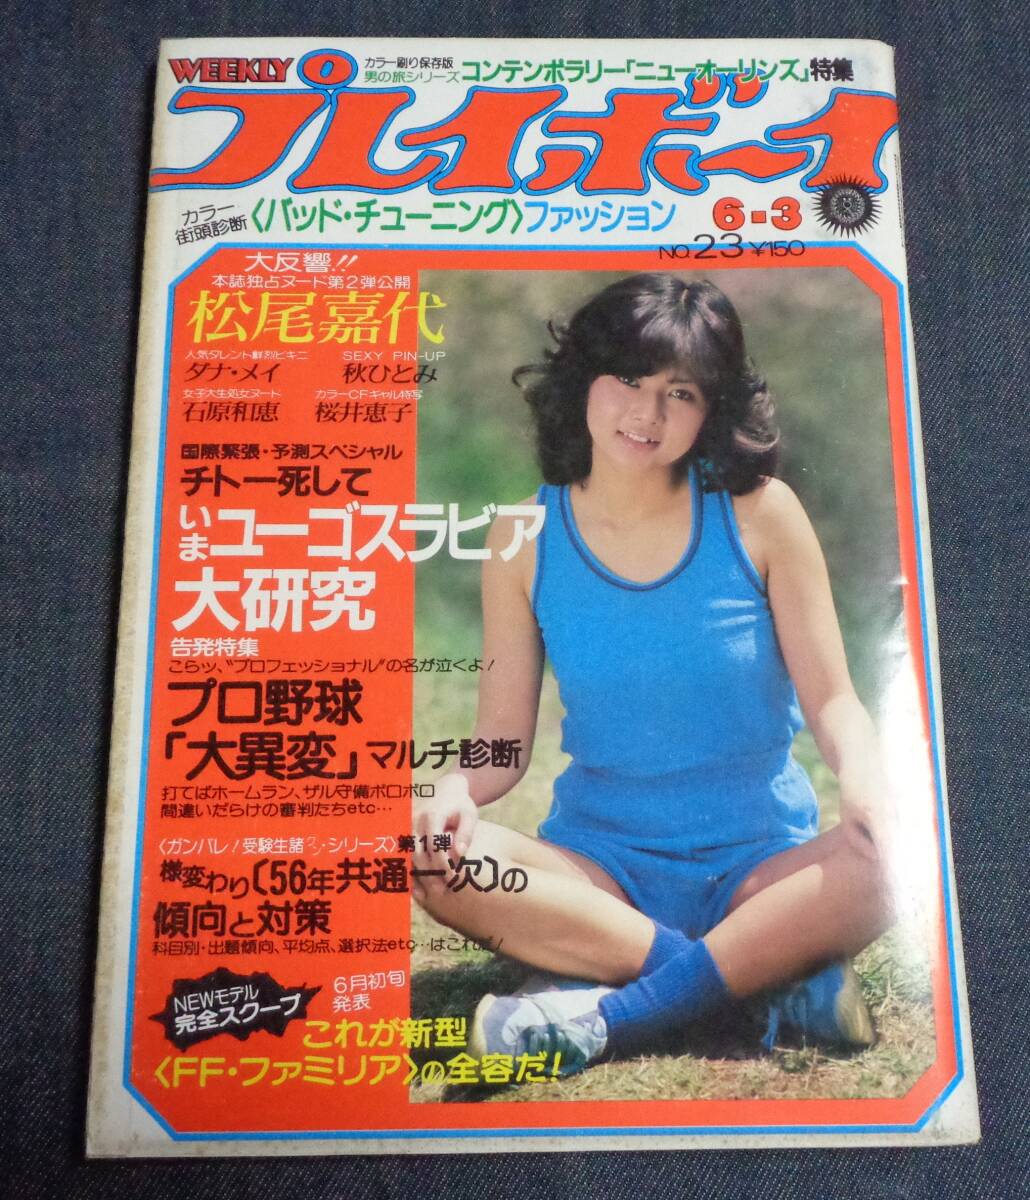 WEEKLY
カラー刷り保存版
男の旅シリーズ
コンテンポラリー「ニューオーリンズ」特集
プレイボーイ
カラー
街頭診断
〈バッド・チューニング〉ファッション
6・3
NO.23 ¥150
大反響!!
本誌独占ヌード第2弾公開
松尾嘉代
人気タレント鮮烈ビキニ
ダナ・メイ
SEXY PIN-UP
秋ひとみ
女子大生処女ヌード
石原和恵
カラーCFギャル特写
桜井恵子
国際緊張・予測スペシャル
チトー死して
いまユーゴスラビア
大研究
告発特集
こらッ、“プロフェッショナル”の名が泣くよ!
プロ野球
「大異変」マルチ診断
打てばホームラン、ザル守備ボロボロ
間違いだらけの審判たちetc…
〈ガンバレ!受験生諸クン・シリーズ〉第1弾
様変わり〔56年共通一次〕の
傾向と対策
科目別・出題傾向、平均点、選択法etc…はこれだ!
NEWモデル
完全スクープ
6月初旬
発表
これが新型
〈FF・ファミリア〉の全容だ!